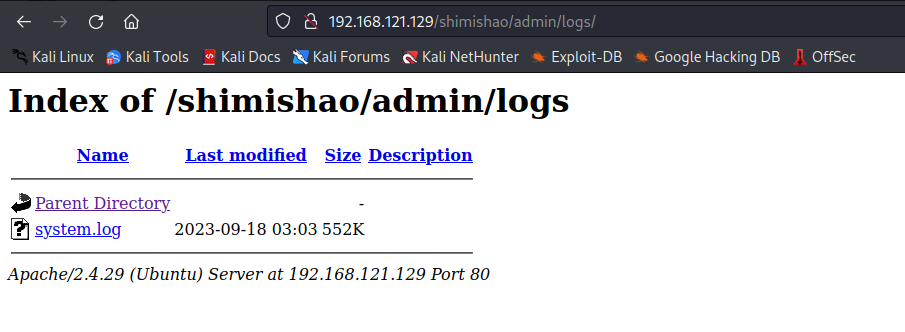 192.168.121.129/shimishao/admin/logs/
Kali Linux Kali Tools Kali Docs Kali Forums Kali NetHunter Exploit-DB Google Hacking DB OffSec
Index of /shimishao/admin/logs
Name Last modified Size Description
Parent Directory -
system.log 2023-09-18 03:03 552K
Apache/2.4.29 (Ubuntu) Server at 192.168.121.129 Port 80